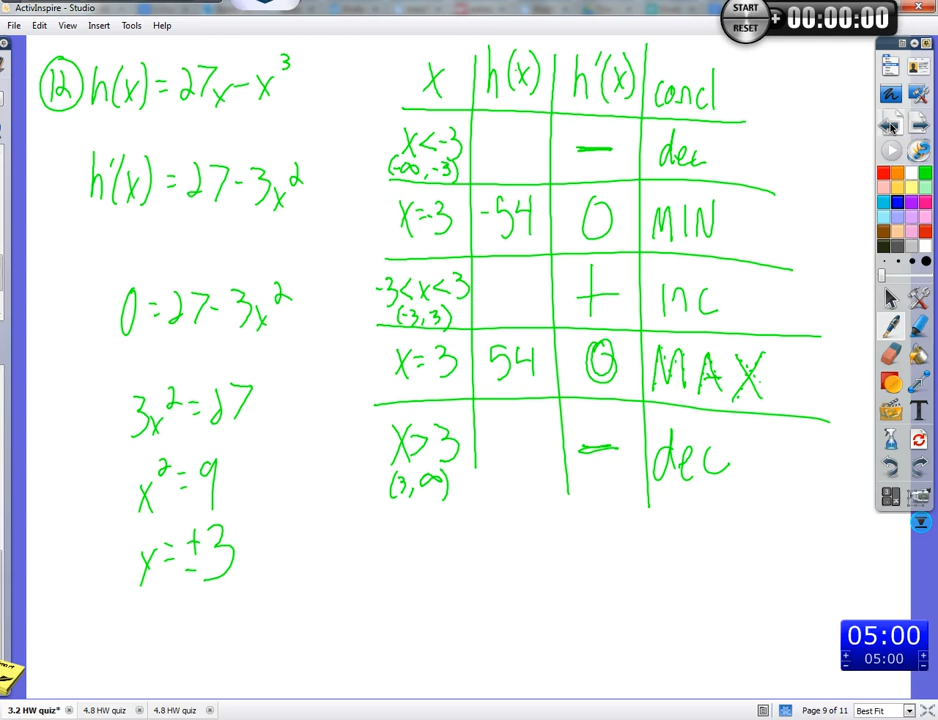 ActivInspire - Studio
START
RESET
00:00:00
File Edit View Insert Tools Help
12 h(x) = 27x - x³
h'(x) = 27 - 3x²
0 = 27 - 3x²
3x² = 27
x² = 9
x = ±3
x h(x) h'(x) concl
x < -3 − dec
(-∞, -3)
x = -3 -54 0 MIN
-3 < x < 3 + inc
(-3, 3)
x = 3 54 0 MAX
x > 3 − dec
(3, ∞)
05:00
05:00
3.2 HW quiz* 4.8 HW quiz 4.8 HW quiz
Page 9 of 11 Best Fit